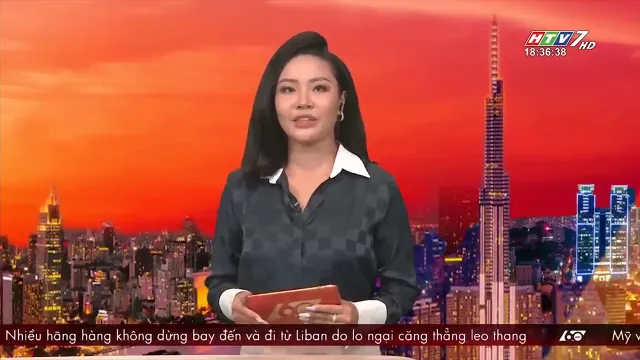 HTV7 HD
18:36:38
Nhiều hãng hàng không dừng bay đến và đi từ Liban do lo ngại căng thẳng leo thang
60
Mỹ v